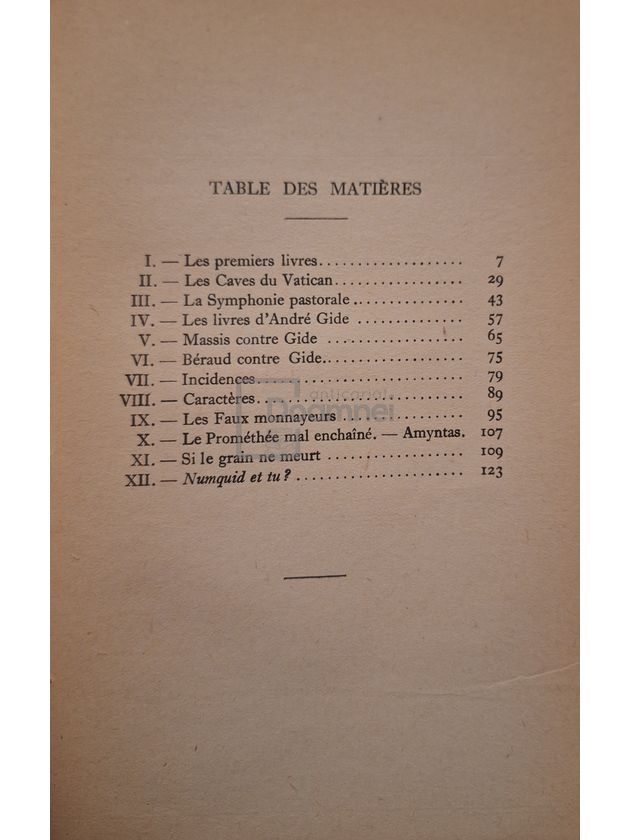 TABLE DES MATIÈRES
I. — Les premiers livres.................... 7
II. — Les Caves du Vatican.................. 29
III. — La Symphonie pastorale............... 43
IV. — Les livres d'André Gide .............. 57
V. — Massis contre Gide.................... 65
VI. — Béraud contre Gide.................... 75
VII. — Incidences............................ 79
VIII. — Caractères............................ 89
IX. — Les Faux monnayeurs ................. 95
X. — Le Prométhée mal enchaîné. — Amyntas. 107
XI. — Si le grain ne meurt .................. 109
XII. — Numquid et tu? ....................... 123
anticariat
Doamnei